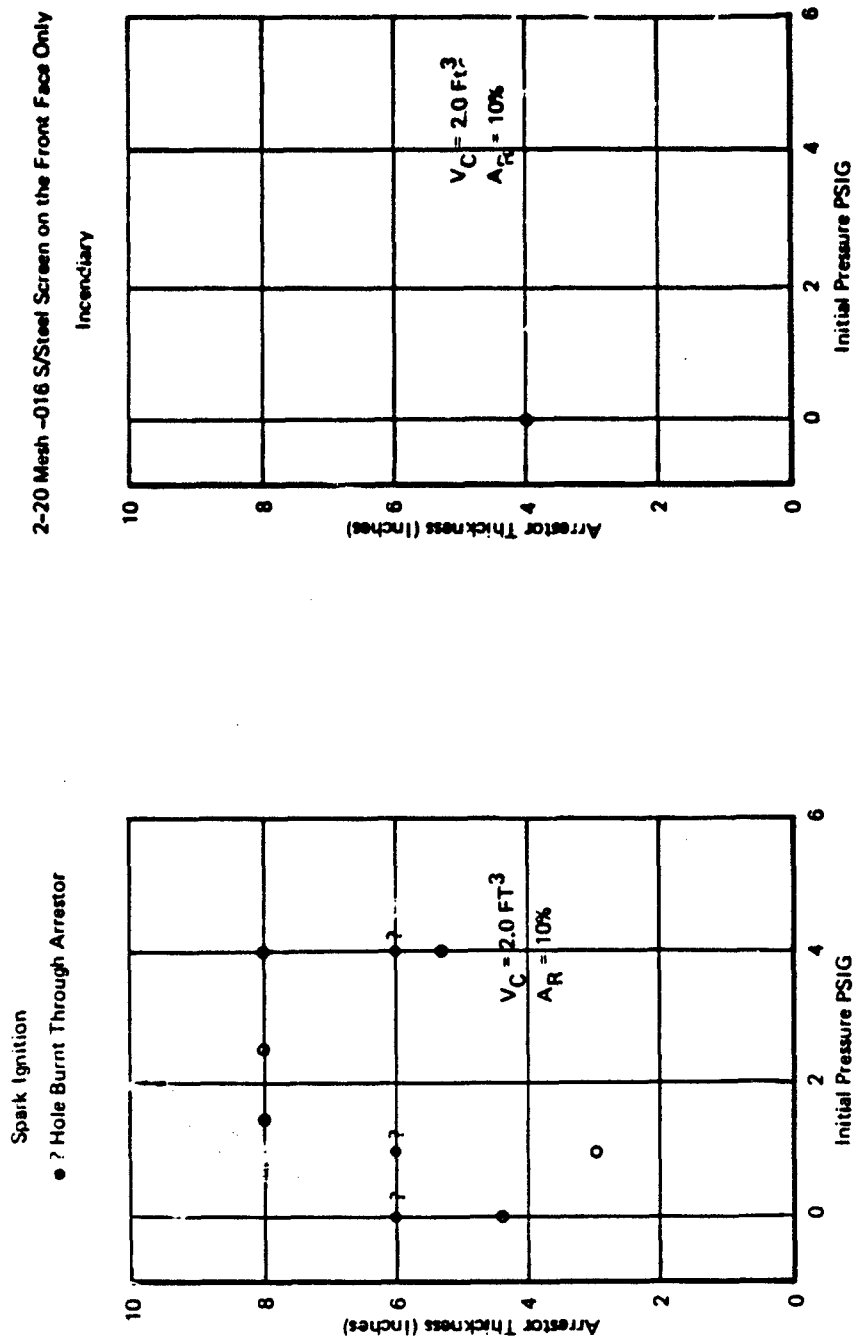 2-20 Mesh -016 S/Steel Screen on the Front Face Only
Spark Ignition
● ? Hole Burnt Through Arrestor
10
8
6
4
2
0
Arrestor Thickness (Inches)
?
?
?
V_C = 2.0 FT^3
A_R = 10%
0
2
4
6
Initial Pressure PSIG
Incendiary
10
8
6
4
2
0
Arrestor Thickness (Inches)
V_C = 2.0 Ft^3
A_R = 10%
0
2
4
6
Initial Pressure PSIG